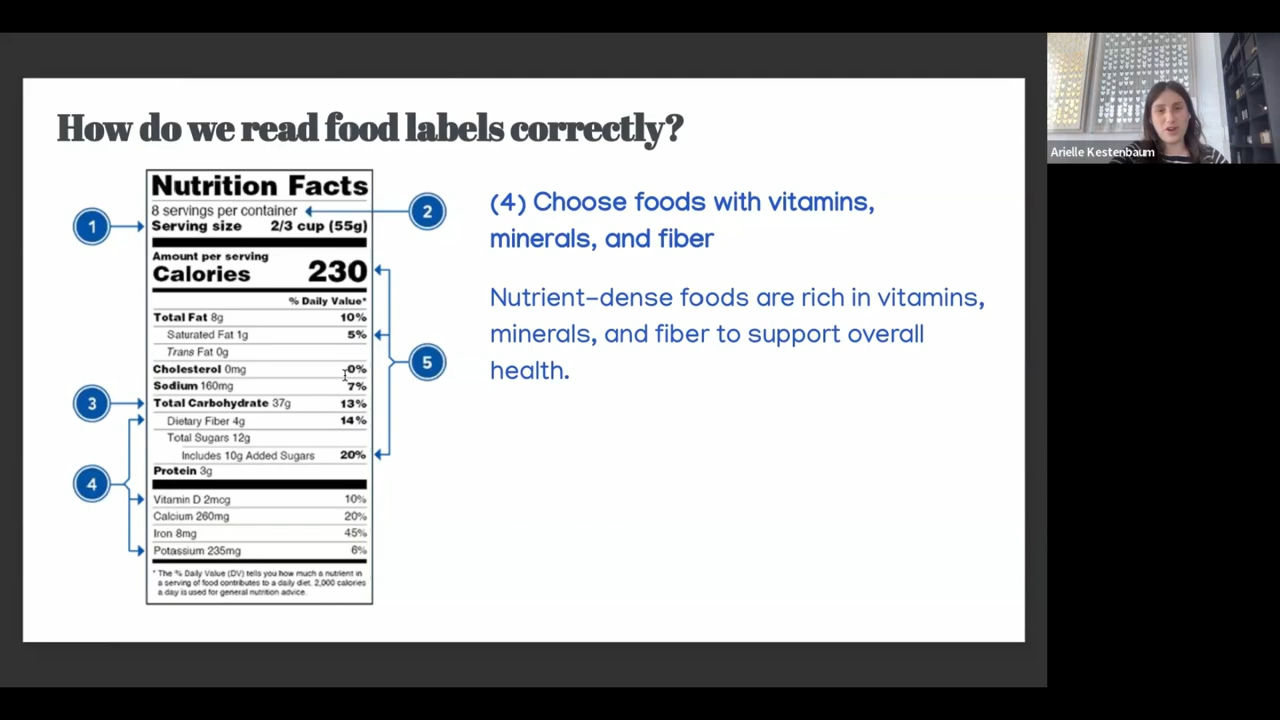 How do we read food labels correctly?
Arielle Kestenbaum
Nutrition Facts
8 servings per container
Serving size 2/3 cup (55g)
Amount per serving
Calories 230
% Daily Value*
Total Fat 8g 10%
Saturated Fat 1g 5%
Trans Fat 0g
Cholesterol 0mg 0%
Sodium 160mg 7%
Total Carbohydrate 37g 13%
Dietary Fiber 4g 14%
Total Sugars 12g
Includes 10g Added Sugars 20%
Protein 3g
Vitamin D 2mcg 10%
Calcium 260mg 20%
Iron 8mg 45%
Potassium 235mg 6%
* The % Daily Value (DV) tells you how much a nutrient in
a serving of food contributes to a daily diet. 2,000 calories
a day is used for general nutrition advice.
1
2
3
4
5
(4) Choose foods with vitamins,
minerals, and fiber
Nutrient-dense foods are rich in vitamins,
minerals, and fiber to support overall
health.